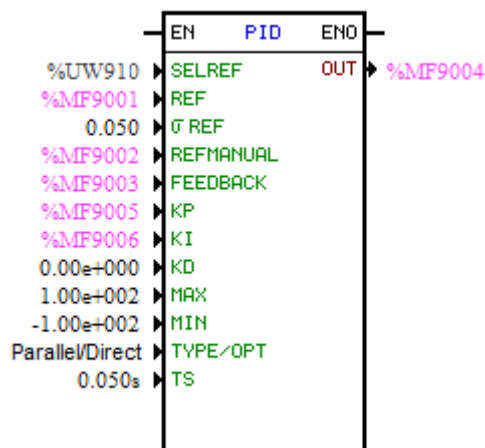 EN PID ENO
%UW910 SELREF OUT %MF9004
%MF9001 REF
0.050 σ REF
%MF9002 REFMANUAL
%MF9003 FEEDBACK
%MF9005 KP
%MF9006 KI
0.00e+000 KD
1.00e+002 MAX
-1.00e+002 MIN
Parallel/Direct TYPE/OPT
0.050s TS